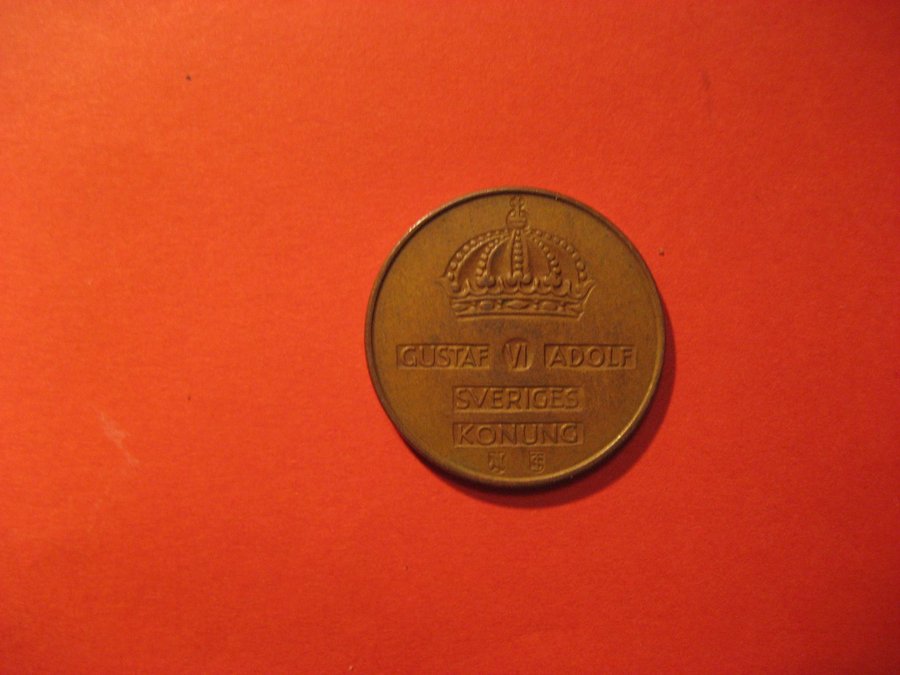 GUSTAF VI ADOLF
SVERIGES
KONUNG